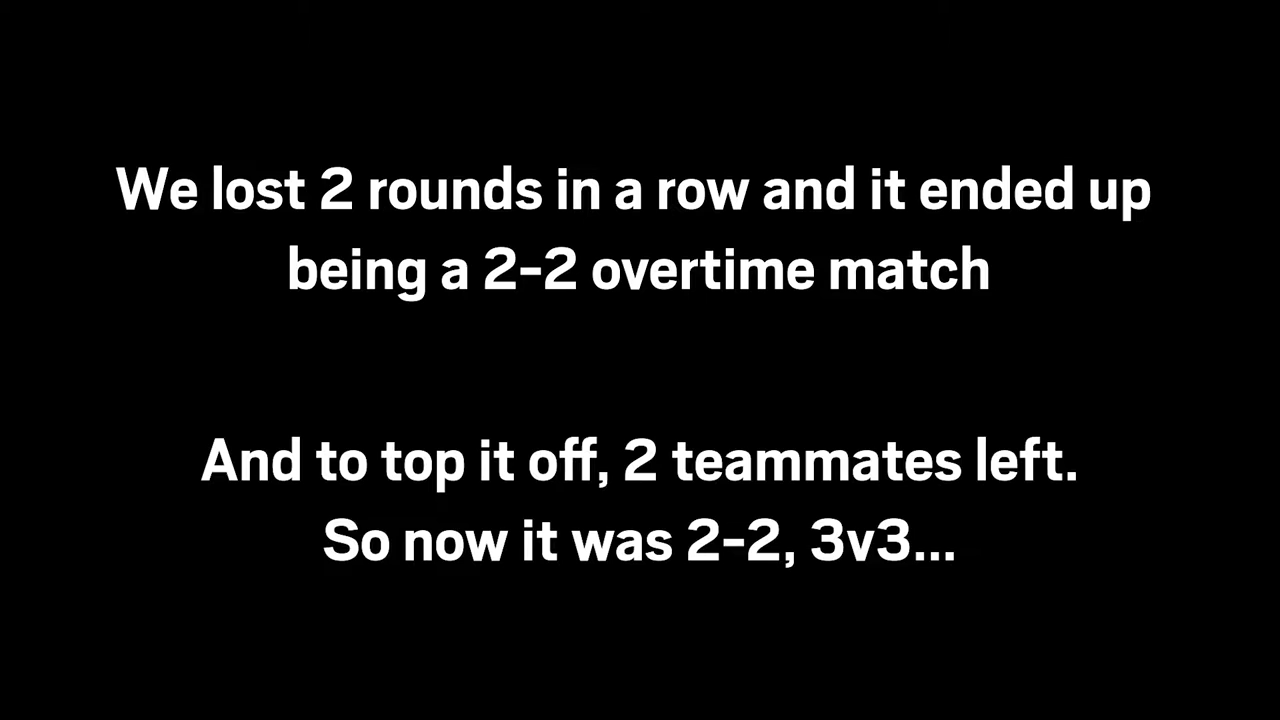 We lost 2 rounds in a row and it ended up
being a 2-2 overtime match
And to top it off, 2 teammates left.
So now it was 2-2, 3v3...